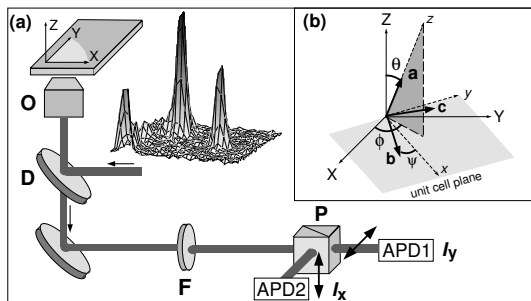 (a)
Z
Y
X
O
D
F
P
APD1
I_y
APD2
I_x
(b)
Z
z
θ
a
y
c
Y
ϕ
b
ψ
X
x
unit cell plane